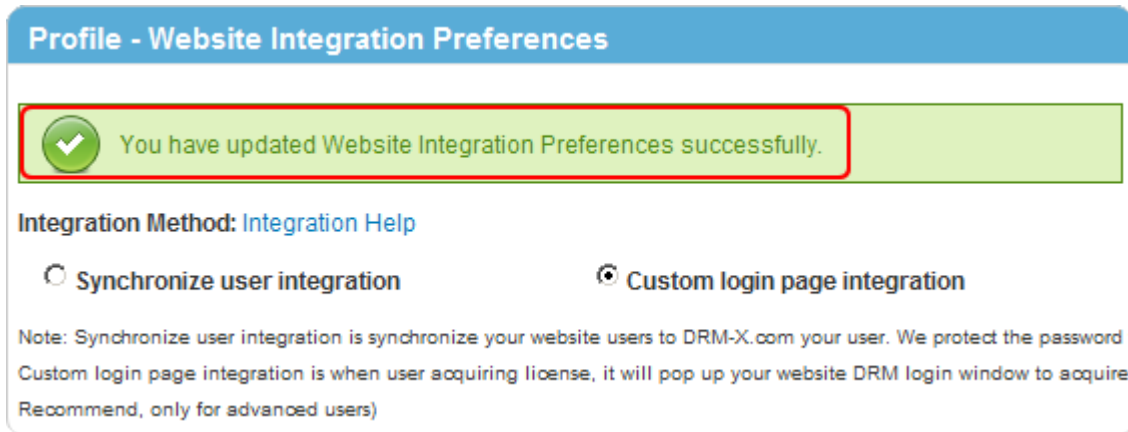 Profile - Website Integration Preferences
You have updated Website Integration Preferences successfully.
Integration Method: Integration Help
Synchronize user integration Custom login page integration
Note: Synchronize user integration is synchronize your website users to DRM-X.com your user. We protect the password
Custom login page integration is when user acquiring license, it will pop up your website DRM login window to acquire
Recommend, only for advanced users)